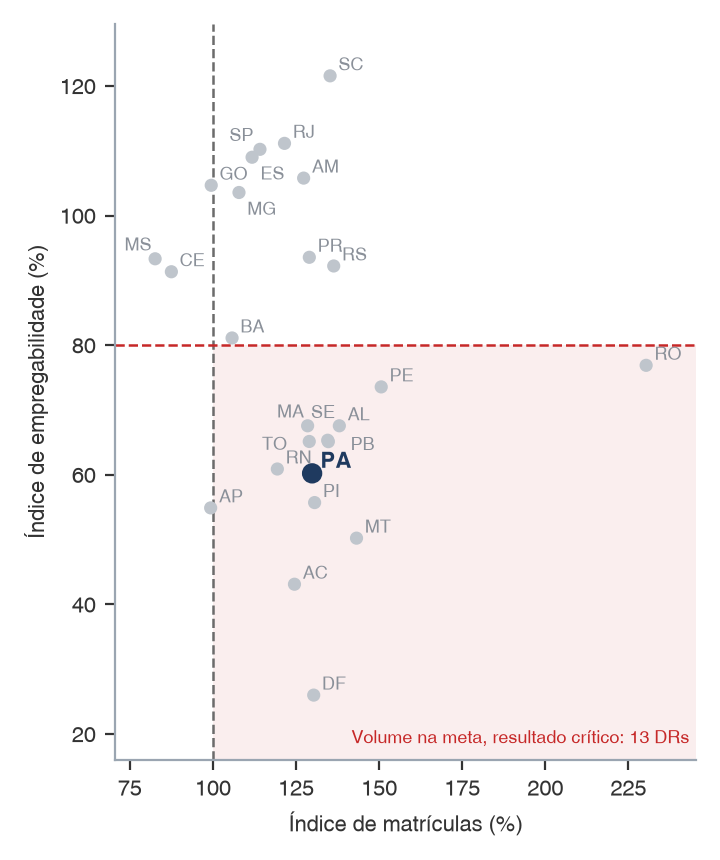 120
100
80
60
40
20
75
100
125
150
175
200
225
Índice de empregabilidade (%)
Índice de matrículas (%)
SC
RJ
SP
GO
ES
AM
MG
MS
CE
PR
RS
BA
RO
PE
MA
SE
AL
TO
PB
RN
PA
AP
PI
MT
AC
DF
Volume na meta, resultado crítico: 13 DRs